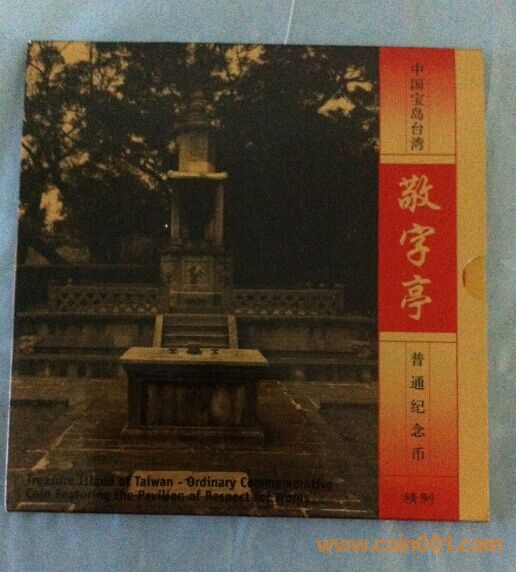 中国宝岛台湾
敬字亭
普通纪念币
精制
Treasure Island of Taiwan - Ordinary Commemorative
Coin Featuring the Pavilion of Respect for Words
www.coin001.com